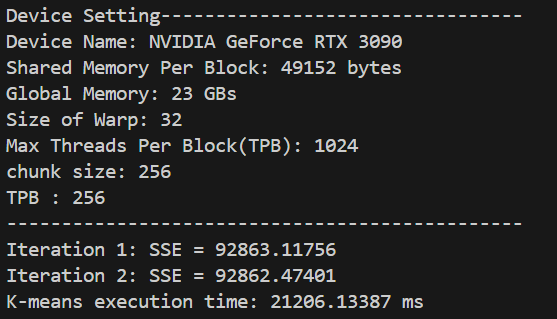 Device Setting---------------------------------
Device Name: NVIDIA GeForce RTX 3090
Shared Memory Per Block: 49152 bytes
Global Memory: 23 GBs
Size of Warp: 32
Max Threads Per Block(TPB): 1024
chunk size: 256
TPB : 256
-----------------------------------------------
Iteration 1: SSE = 92863.11756
Iteration 2: SSE = 92862.47401
K-means execution time: 21206.13387 ms